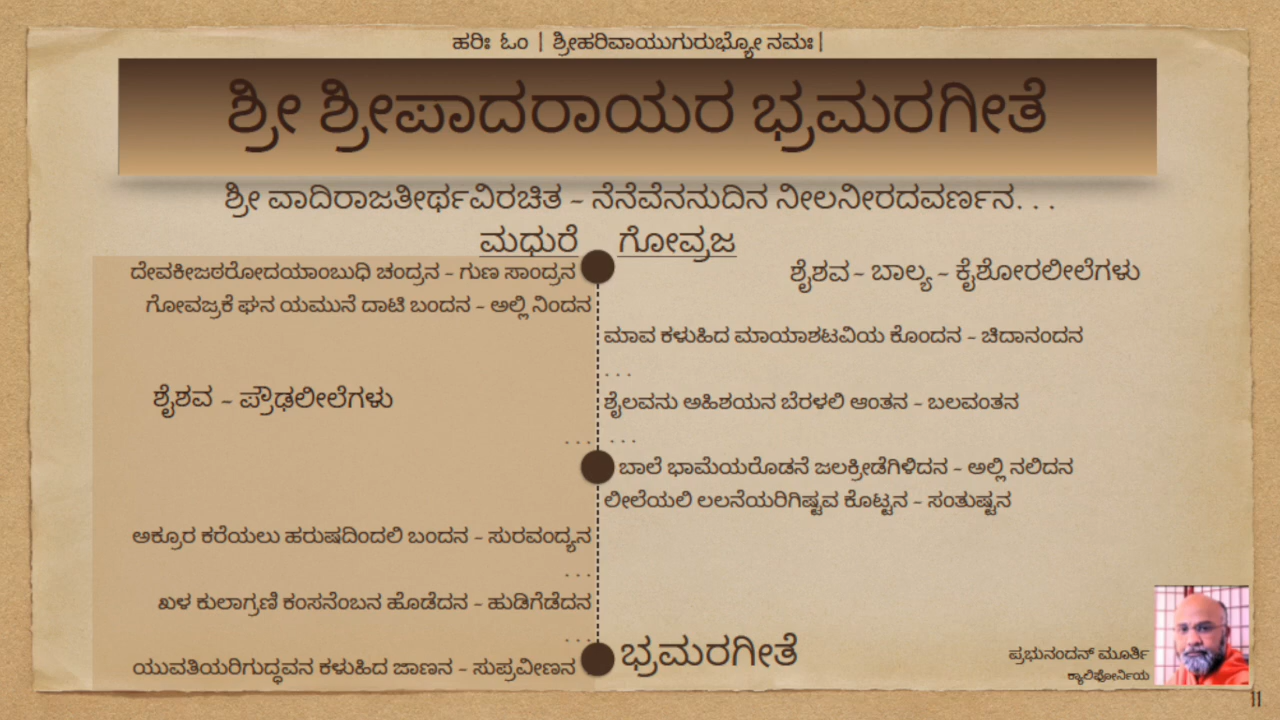 ಹರಿಃ ಓಂ | ಶ್ರೀಹರಿವಾಯುಗುರುಭ್ಯೋ ನಮಃ|
ಶ್ರೀ ಶ್ರೀಪಾದರಾಯರ ಭ್ರಮರಗೀತೆ
ಶ್ರೀ ವಾದಿರಾಜತೀರ್ಥವಿರಚಿತ - ನೆನೆವೆನನುದಿನ ನೀಲನೀರದವರ್ಣನ. . .
ಮಧುರೆ ಗೋವ್ರಜ
ದೇವಕೀಜಠರೋದಯಾಂಬುಧಿ ಚಂದ್ರನ - ಗುಣ ಸಾಂದ್ರನ
ಶೈಶವ - ಬಾಲ್ಯ - ಕೈಶೋರಲೀಲೆಗಳು
ಗೋವಜ್ರಕೆ ಘನ ಯಮುನೆ ದಾಟಿ ಬಂದನ - ಅಲ್ಲಿ ನಿಂದನ
ಮಾವ ಕಳುಹಿದ ಮಾಯಾಶಟವಿಯ ಕೊಂದನ - ಚಿದಾನಂದನ
. . .
ಶೈಶವ - ಪ್ರೌಢಲೀಲೆಗಳು
ಶೈಲವನು ಅಹಿಶಯನ ಬೆರಳಲಿ ಆಂತನ - ಬಲವಂತನ
. . . . . .
ಬಾಲೆ ಭಾಮೆಯರೊಡನೆ ಜಲಕ್ರೀಡೆಗಿಳಿದನ - ಅಲ್ಲಿ ನಲಿದನ
ಲೀಲೆಯಲಿ ಲಲನೆಯರಿಗಿಷ್ಟವ ಕೊಟ್ಟನ - ಸಂತುಷ್ಟನ
ಅಕ್ರೂರ ಕರೆಯಲು ಹರುಷದಿಂದಲಿ ಬಂದನ - ಸುರವಂದ್ಯನ
. . .
ಖಳ ಕುಲಾಗ್ರಣಿ ಕಂಸನೆಂಬನ ಹೊಡೆದನ - ಹುಡಿಗೆಡೆದನ
. . .
ಯುವತಿಯರಿಗುದ್ಧವನ ಕಳುಹಿದ ಜಾಣನ - ಸುಪ್ರವೀಣನ
ಭ್ರಮರಗೀತೆ
ಪ್ರಭುನಂದನ್ ಮೂರ್ತಿ
ಕ್ಯಾಲಿಫೋರ್ನಿಯ
11